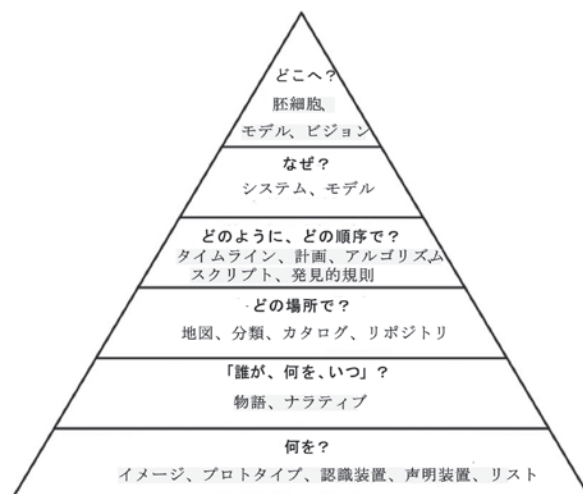 どこへ？
胚細胞、
モデル、ビジョン
なぜ？
システム、モデル
どのように、どの順序で？
タイムライン、計画、アルゴリズム、
スクリプト、発見的規則
どの場所で？
地図、分類、カタログ、リポジトリ
「誰が、何を、いつ」？
物語、ナラティブ
何を？
イメージ、プロトタイプ、認識装置、声明装置、リスト